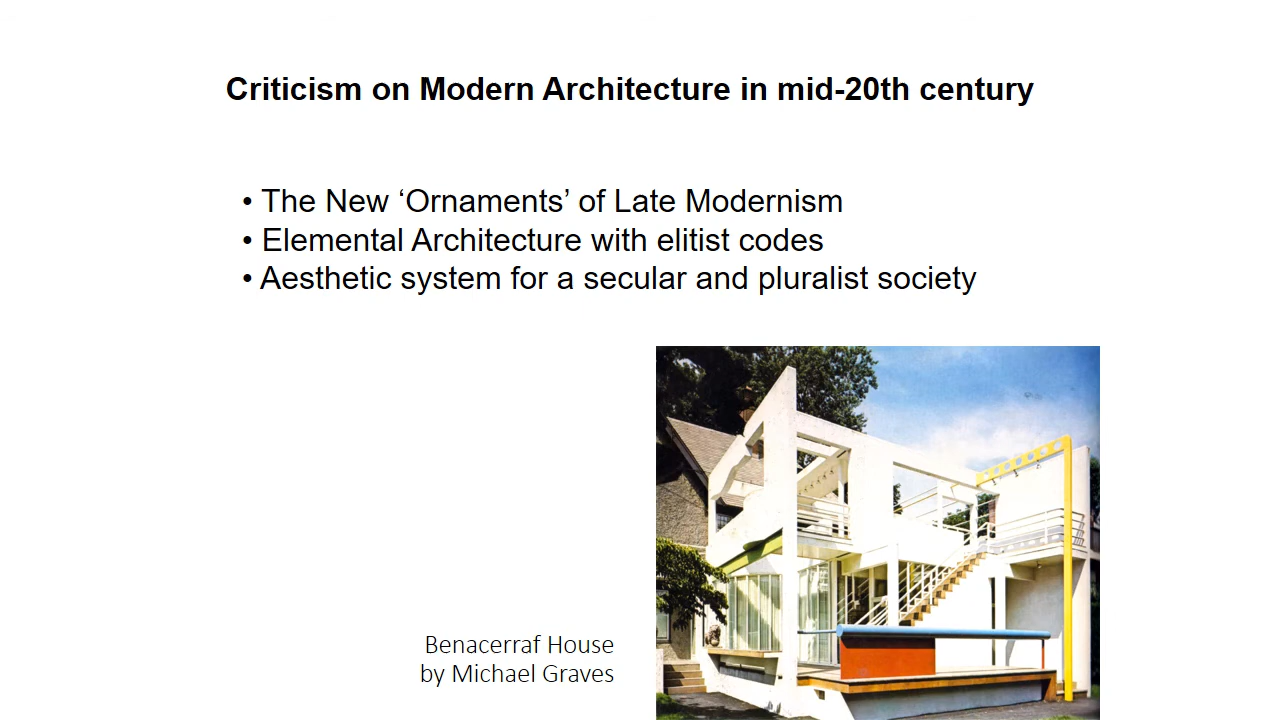 Criticism on Modern Architecture in mid-20th century
• The New ‘Ornaments’ of Late Modernism
• Elemental Architecture with elitist codes
• Aesthetic system for a secular and pluralist society
Benacerraf House
by Michael Graves